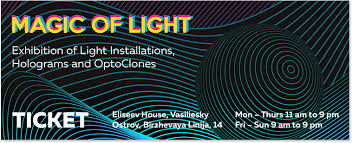 MAGIC OF LIGHT
Exhibition of Light Installations,
Holograms and OptoClones
TICKET
Eliseev House, Vasiliesky
Ostrov, Birzhevaya Linija, 14
Mon – Thurs 11 am to 9 pm
Fri – Sun 9 am to 9 pm